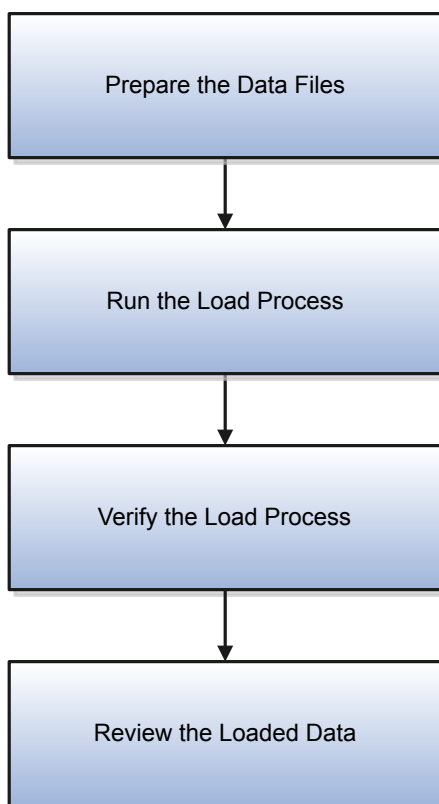 Prepare the Data Files
Run the Load Process
Verify the Load Process
Review the Loaded Data